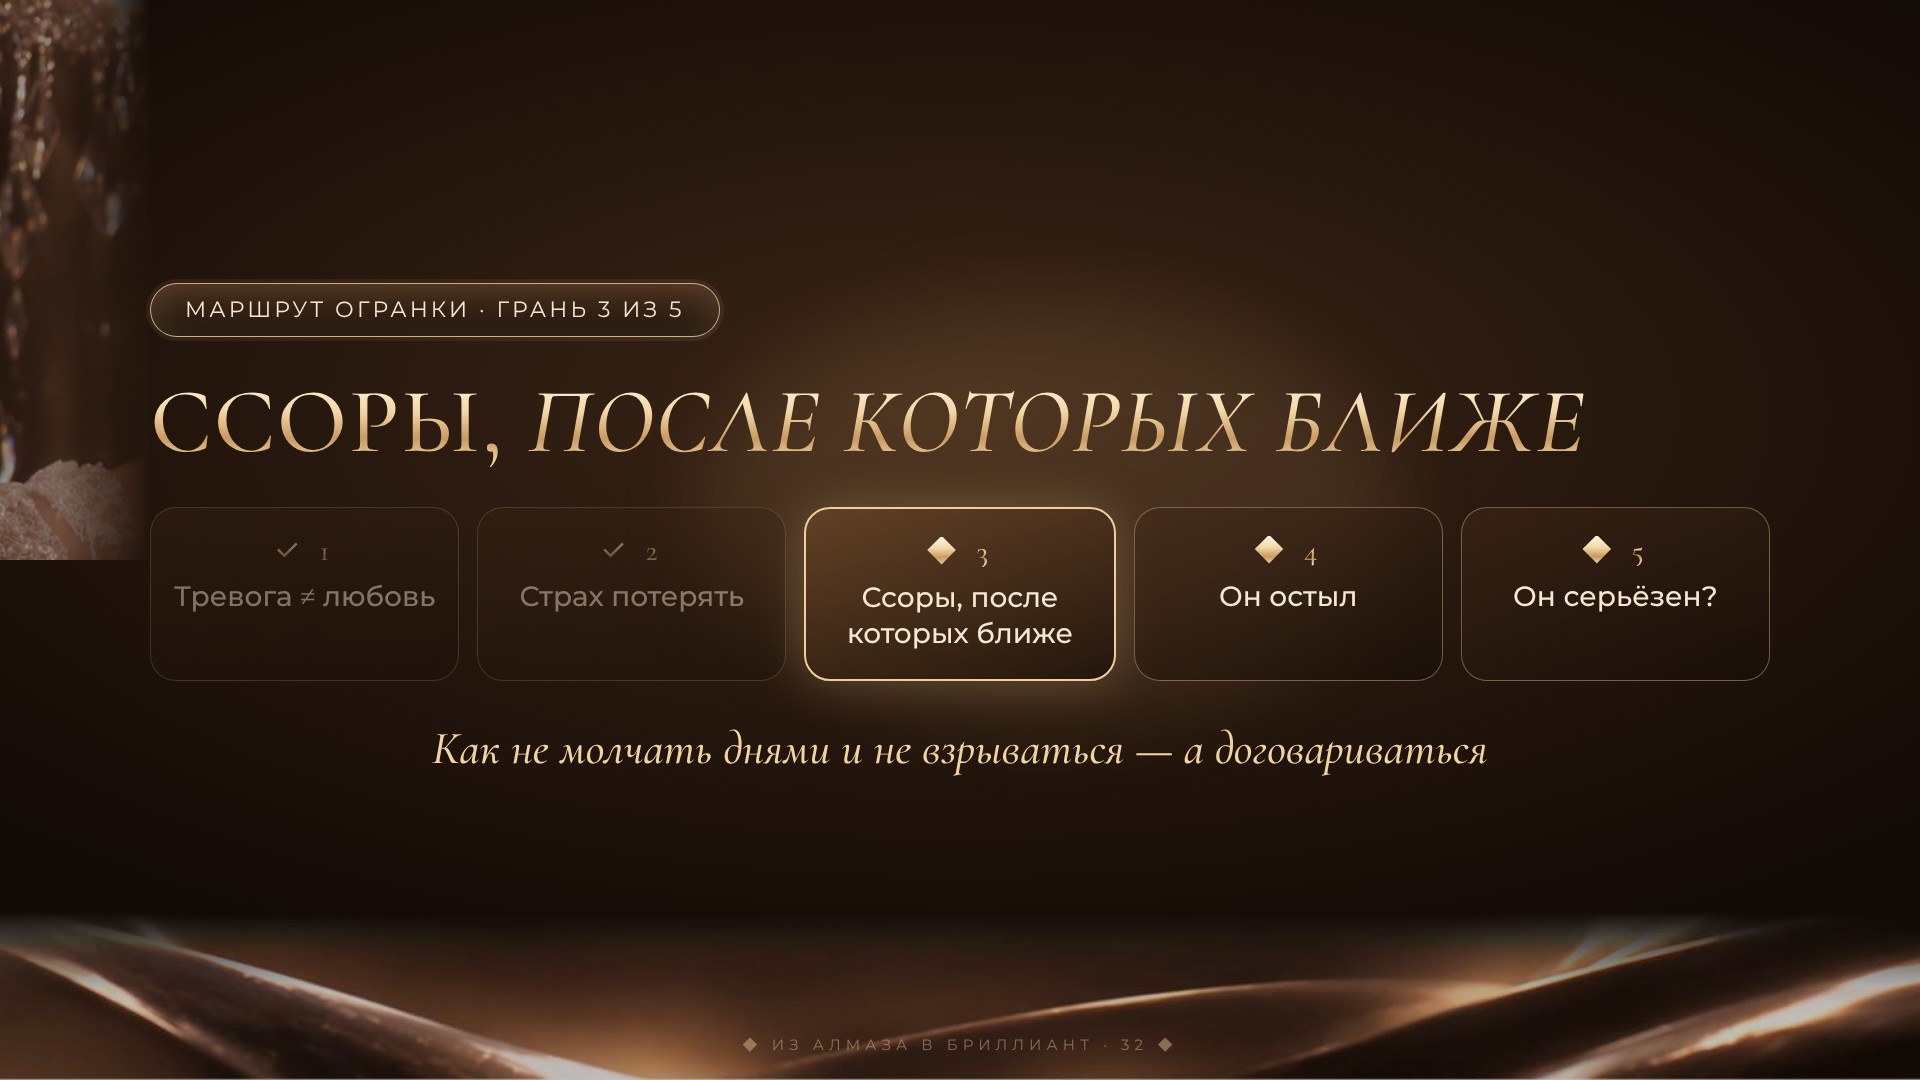 МАРШРУТ ОГРАНКИ · ГРАНЬ 3 ИЗ 5
ССОРЫ, ПОСЛЕ КОТОРЫХ БЛИЖЕ
✓ 1
Тревога ≠ любовь
✓ 2
Страх потерять
◆ 3
Ссоры, после
которых ближе
◆ 4
Он остыл
◆ 5
Он серьёзен?
Как не молчать днями и не взрываться — а договариваться
◆ ИЗ АЛМАЗА В БРИЛЛИАНТ · 32 ◆